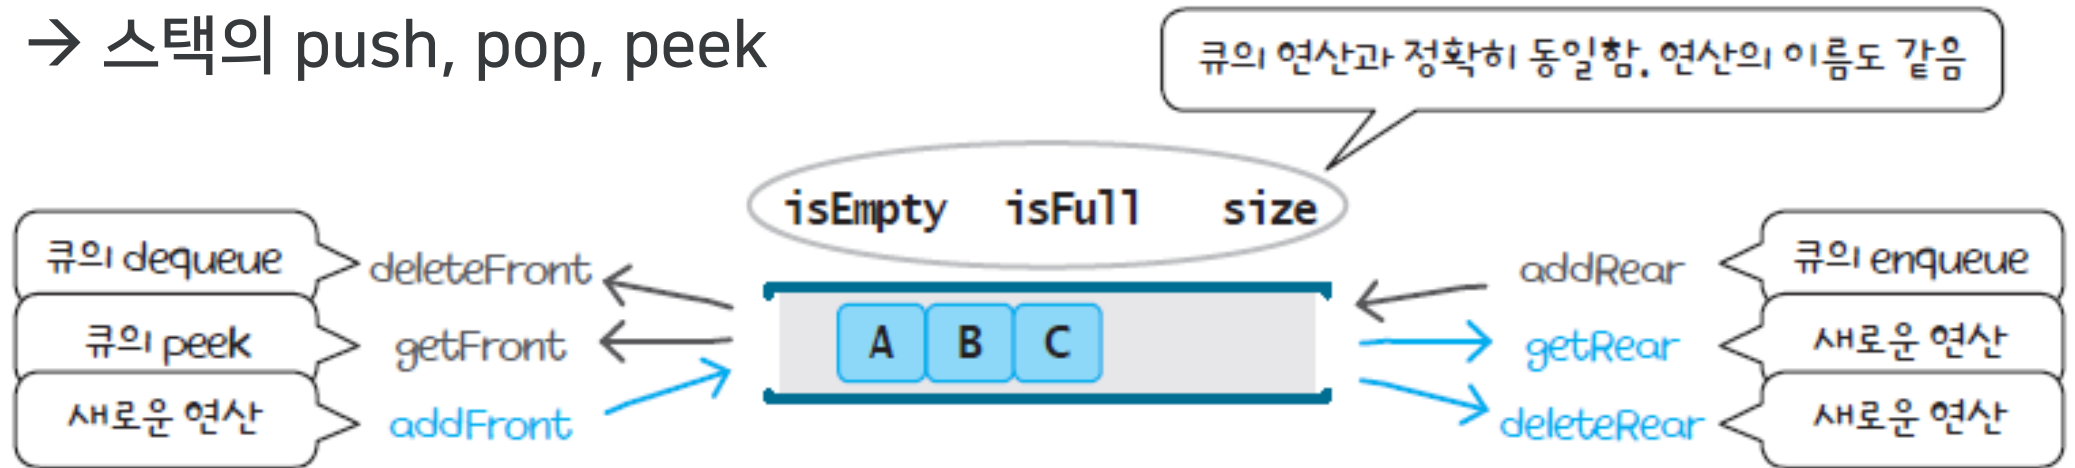 → 스택의 push, pop, peek
큐의 연산과 정확히 동일함. 연산의 이름도 같음
isEmpty isFull size
큐의 dequeue
deleteFront
큐의 peek
getFront
새로운 연산
addFront
A B C
addRear
큐의 enqueue
getRear
새로운 연산
deleteRear
새로운 연산